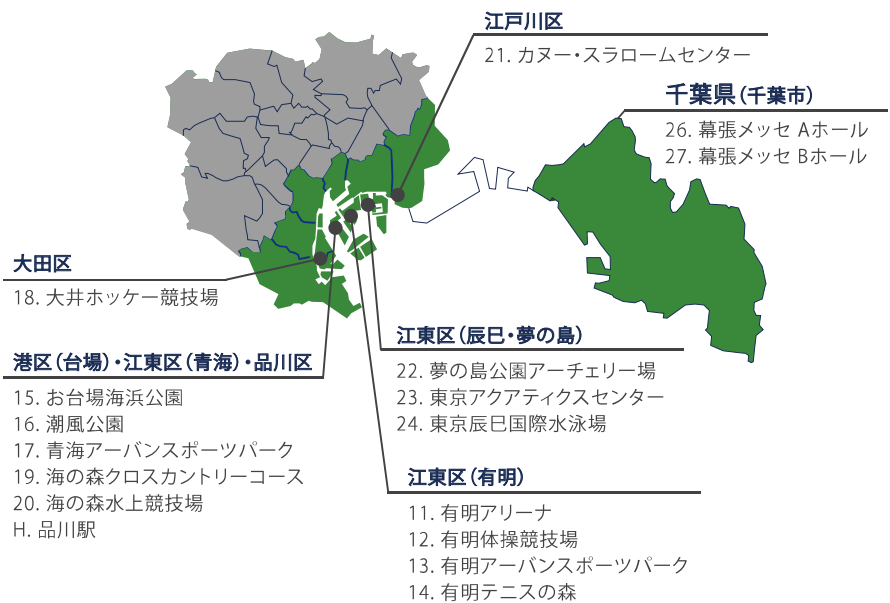 江戸川区
21. カヌー・スラロームセンター
千葉県（千葉市）
26. 幕張メッセ Aホール
27. 幕張メッセ Bホール
大田区
18. 大井ホッケー競技場
港区（台場）・江東区（青海）・品川区
15. お台場海浜公園
16. 潮風公園
17. 青海アーバンスポーツパーク
19. 海の森クロスカントリーコース
20. 海の森水上競技場
H. 品川駅
江東区（辰巳・夢の島）
22. 夢の島公園アーチェリー場
23. 東京アクアティクスセンター
24. 東京辰巳国際水泳場
江東区（有明）
11. 有明アリーナ
12. 有明体操競技場
13. 有明アーバンスポーツパーク
14. 有明テニスの森